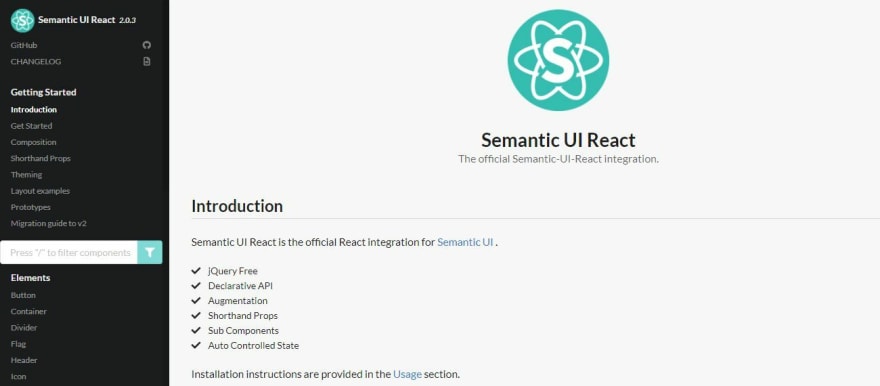 Semantic UI React 2.0.3
GitHub
CHANGELOG
Getting Started
Introduction
Get Started
Composition
Shorthand Props
Theming
Layout examples
Prototypes
Migration guide to v2
Press "/" to filter components
Elements
Button
Container
Divider
Flag
Header
Icon
S
Semantic UI React
The official Semantic-UI-React integration.
Introduction
Semantic UI React is the official React integration for Semantic UI .
jQuery Free
Declarative API
Augmentation
Shorthand Props
Sub Components
Auto Controlled State
Installation instructions are provided in the Usage section.